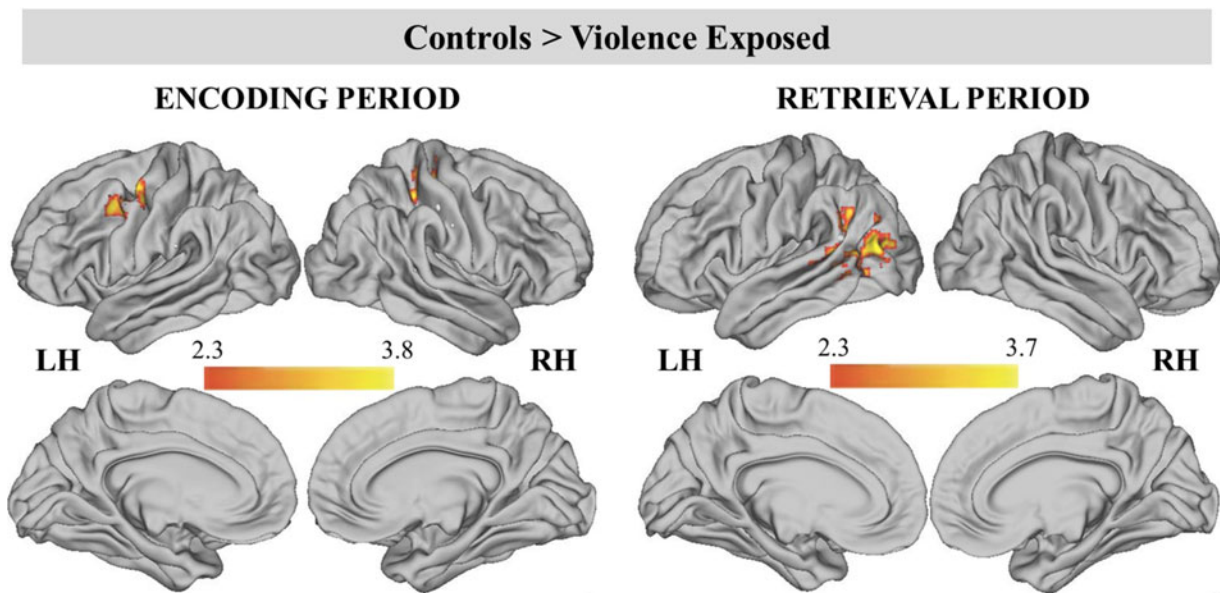 Controls > Violence Exposed
ENCODING PERIOD
RETRIEVAL PERIOD
LH
2.3
3.8
RH
LH
2.3
3.7
RH